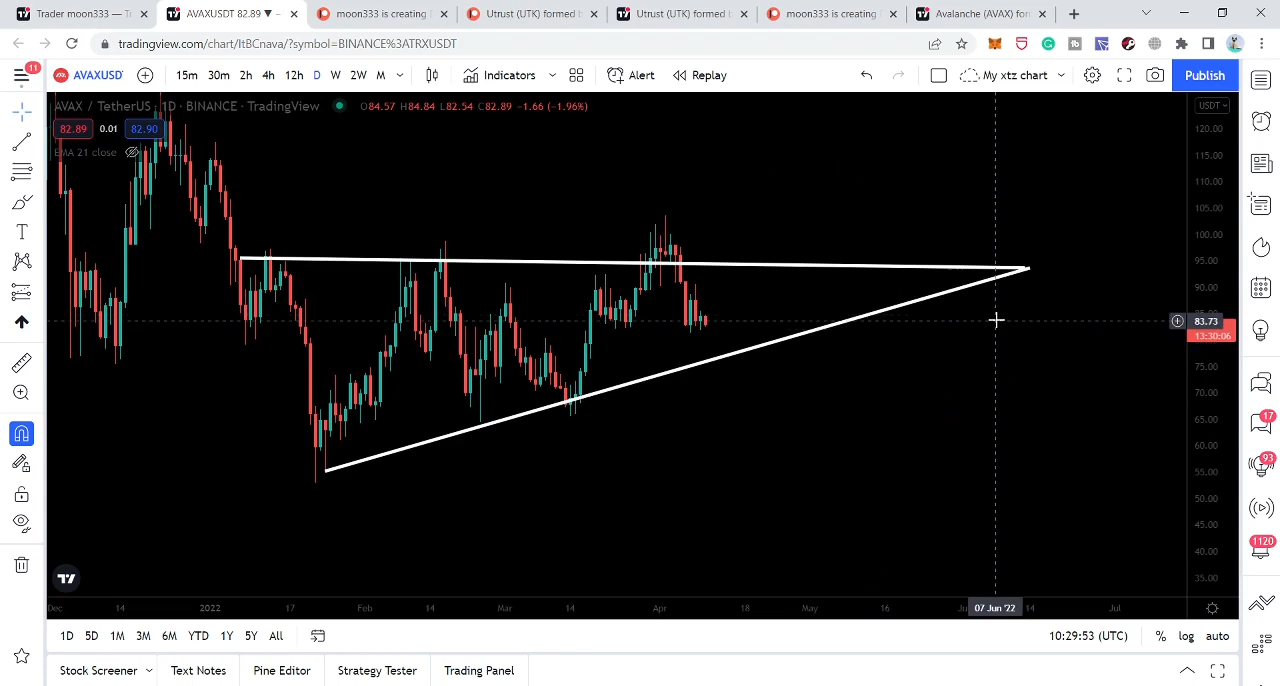 Trader moon333 — Tr
AVAXUSDT 82.89 ▼ −
moon333 is creating
Utrust (UTK) formed b
Utrust (UTK) formed b
moon333 is creating
Avalanche (AVAX) for
tradingview.com/chart/ItBCnava/?symbol=BINANCE%3ATRXUSDT
11
AVAXUSD
15m 30m 2h 4h 12h D W 2W M
Indicators
Alert
Replay
My xtz chart
Publish
AVAX / TetherUS · 1D · BINANCE · TradingView
O84.57 H84.84 L82.54 C82.89 −1.66 (−1.96%)
USDT
82.89 0.01 82.90
EMA 21 close
120.00
115.00
110.00
105.00
100.00
95.00
90.00
83.73
13:30:06
75.00
70.00
65.00
60.00
55.00
50.00
45.00
40.00
35.00
17
93
1120
Dec 14 2022 17 Feb 14 Mar 14 Apr 18 May 16 07 Jun '22 14 Jul
1D 5D 1M 3M 6M YTD 1Y 5Y All
10:29:53 (UTC) % log auto
Stock Screener Text Notes Pine Editor Strategy Tester Trading Panel